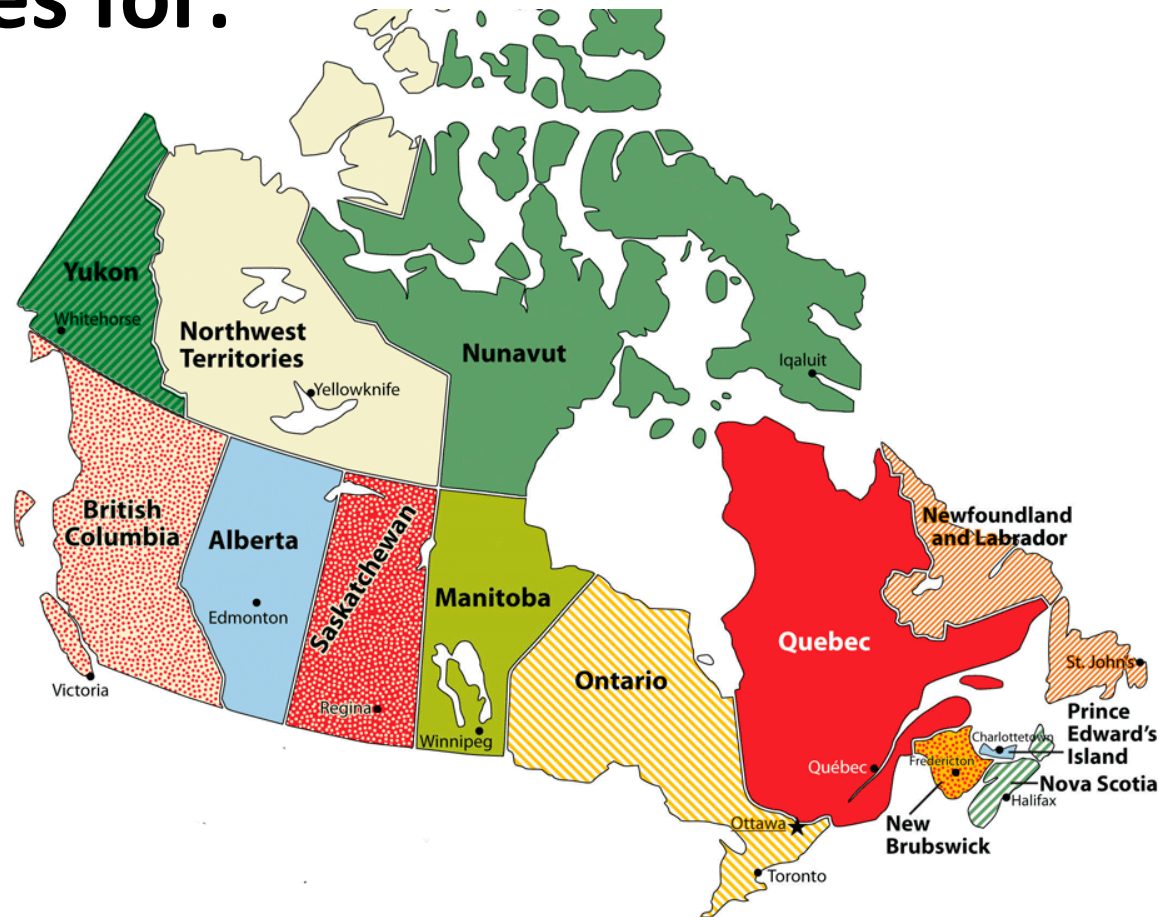 es for:
Yukon
Whitehorse
Northwest
Territories
Yellowknife
Nunavut
Iqaluit
British
Columbia
Alberta
Edmonton
Saskatchewan
Regina
Manitoba
Winnipeg
Victoria
Ontario
Ottawa
Toronto
Quebec
Québec
Newfoundland
and Labrador
St. John's
Prince
Edward's
Island
Charlottetown
Fredericton
Nova Scotia
Halifax
New
Brubswick